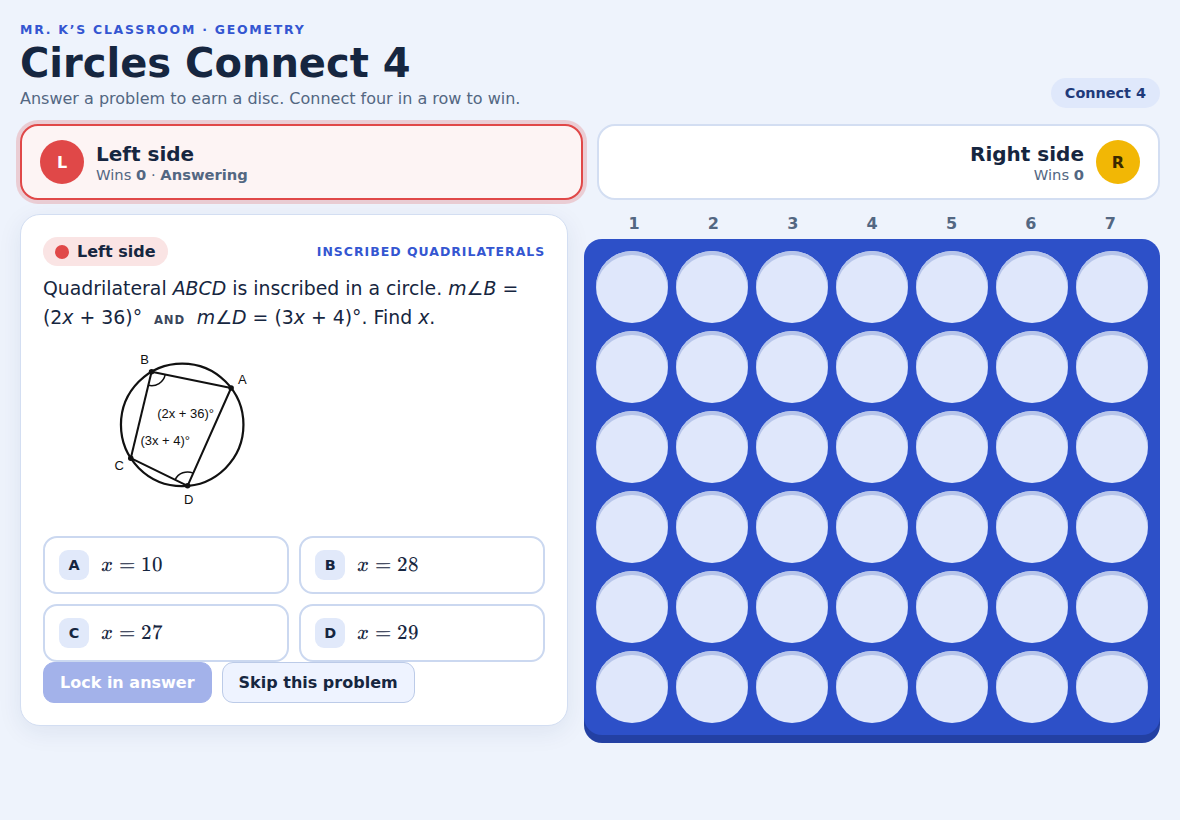 MR. K’S CLASSROOM · GEOMETRY
Circles Connect 4
Answer a problem to earn a disc. Connect four in a row to win.
Connect 4
L
Left side
Wins 0 · Answering
Right side
Wins 0
R
Left side
INSCRIBED QUADRILATERALS
Quadrilateral ABCD is inscribed in a circle. m∠B =
(2x + 36)° AND m∠D = (3x + 4)°. Find x.
B
A
(2x + 36)°
(3x + 4)°
C
D
A x = 10
B x = 28
C x = 27
D x = 29
Lock in answer
Skip this problem
1 2 3 4 5 6 7